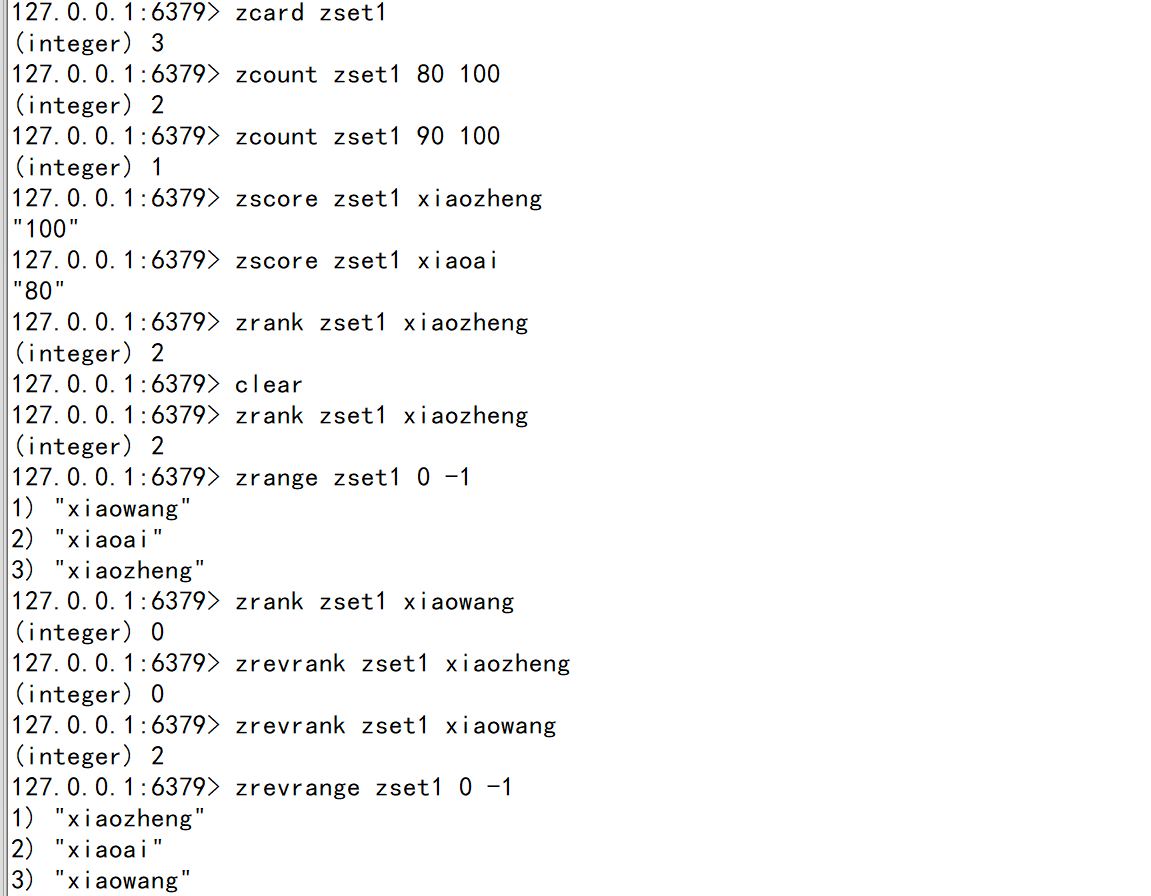 127.0.0.1:6379> zcard zset1
(integer) 3
127.0.0.1:6379> zcount zset1 80 100
(integer) 2
127.0.0.1:6379> zcount zset1 90 100
(integer) 1
127.0.0.1:6379> zscore zset1 xiaozheng
"100"
127.0.0.1:6379> zscore zset1 xiaoai
"80"
127.0.0.1:6379> zrank zset1 xiaozheng
(integer) 2
127.0.0.1:6379> clear
127.0.0.1:6379> zrank zset1 xiaozheng
(integer) 2
127.0.0.1:6379> zrange zset1 0 -1
1) "xiaowang"
2) "xiaoai"
3) "xiaozheng"
127.0.0.1:6379> zrank zset1 xiaowang
(integer) 0
127.0.0.1:6379> zrevrank zset1 xiaozheng
(integer) 0
127.0.0.1:6379> zrevrank zset1 xiaowang
(integer) 2
127.0.0.1:6379> zrevrange zset1 0 -1
1) "xiaozheng"
2) "xiaoai"
3) "xiaowang"